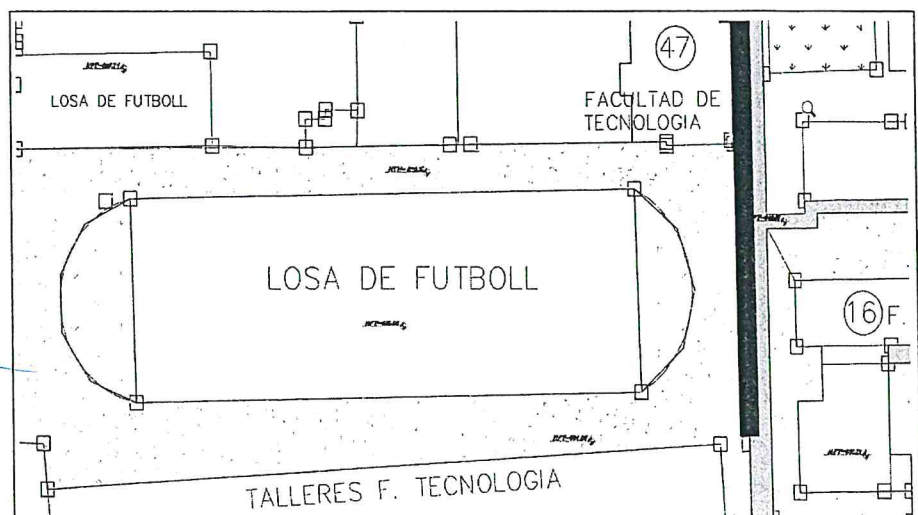 47
LOSA DE FUTBOLL
FACULTAD DE
TECNOLOGIA
LOSA DE FUTBOLL
16 F.
TALLERES F. TECNOLOGIA